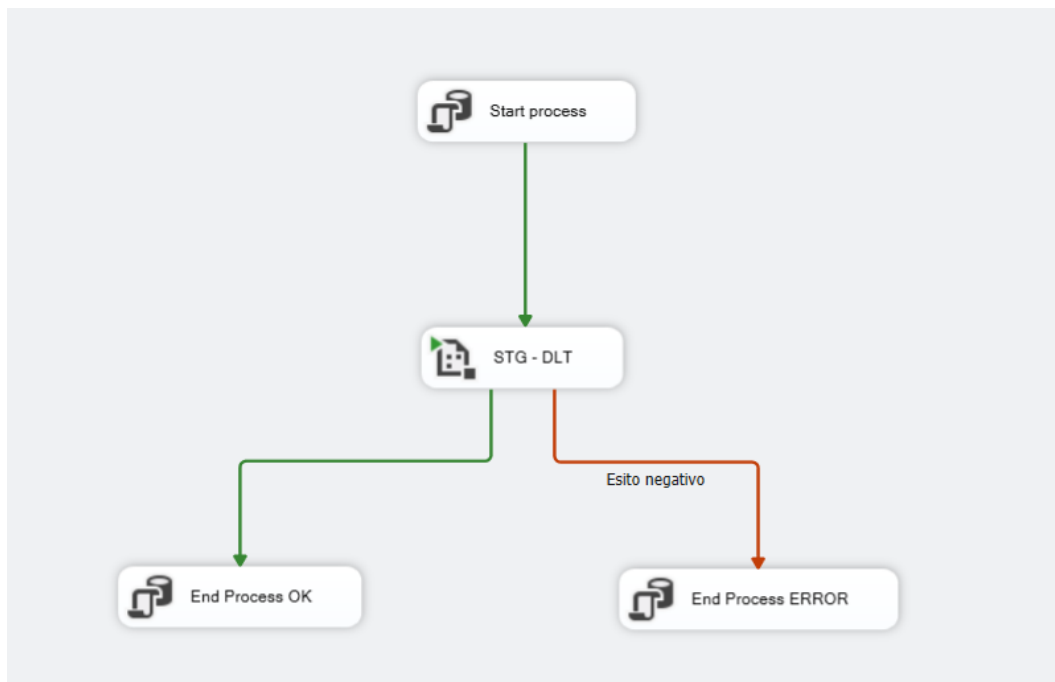 Start process
STG - DLT
Esito negativo
End Process OK
End Process ERROR